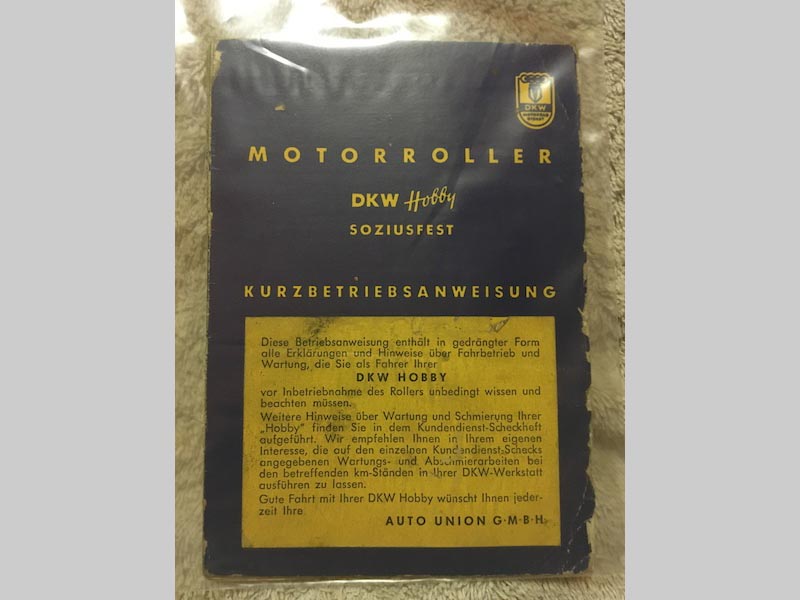 DKW
MOTORRAD
DIENST
MOTORROLLER
DKW Hobby
SOZIUSFEST
KURZBETRIEBSANWEISUNG
Diese Betriebsanweisung enthält in gedrängter Form
alle Erklärungen und Hinweise über Fahrbetrieb und
Wartung, die Sie als Fahrer Ihrer
DKW HOBBY
vor Inbetriebnahme des Rollers unbedingt wissen und
beachten müssen.
Weitere Hinweise über Wartung und Schmierung Ihrer
„Hobby" finden Sie in dem Kundendienst-Scheckheft
aufgeführt. Wir empfehlen Ihnen in Ihrem eigenen
Interesse, die auf den einzelnen Kundendienst-Schecks
angegebenen Wartungs- und Abschmierarbeiten bei
den betreffenden km-Ständen in Ihrer DKW-Werkstatt
ausführen zu lassen.
Gute Fahrt mit Ihrer DKW Hobby wünscht Ihnen jeder-
zeit Ihre
AUTO UNION G·M·B·H